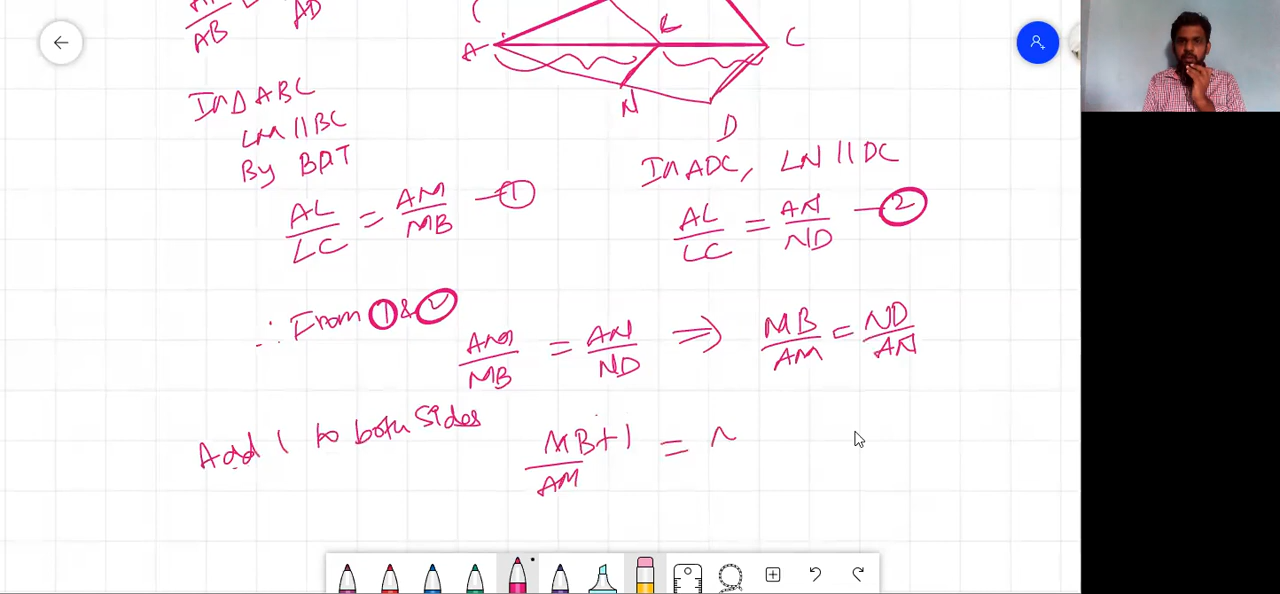 AB AD
A L C
In Δ ABC
LM || BC
By BPT
N
D
In ADC, LN || DC
AL/LC = AM/MB — ①
AL/LC = AN/ND — ②
∴ From ① & ②
AM/MB = AN/ND ⇒ MB/AM = ND/AN
Add 1 to both sides
MB/AM + 1 =